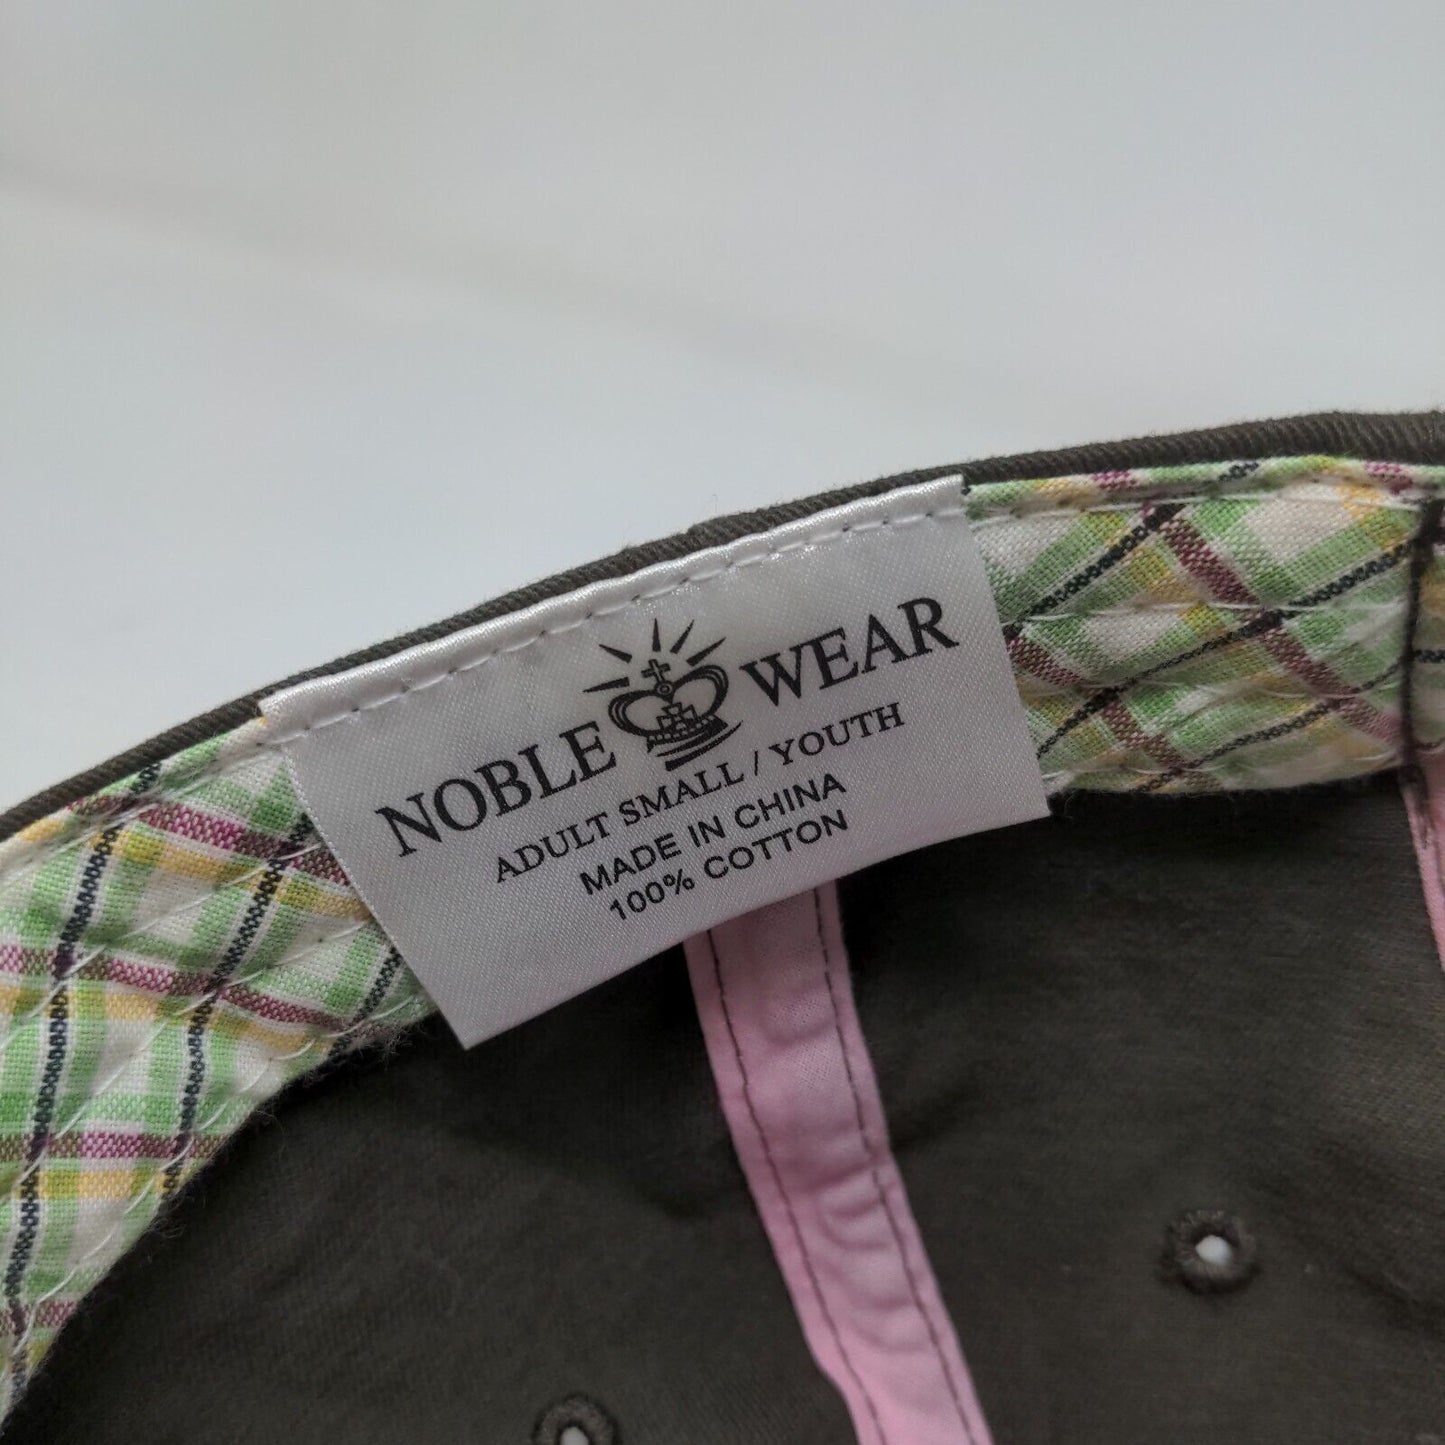 NOBLE WEAR
ADULT SMALL / YOUTH
MADE IN CHINA
100% COTTON